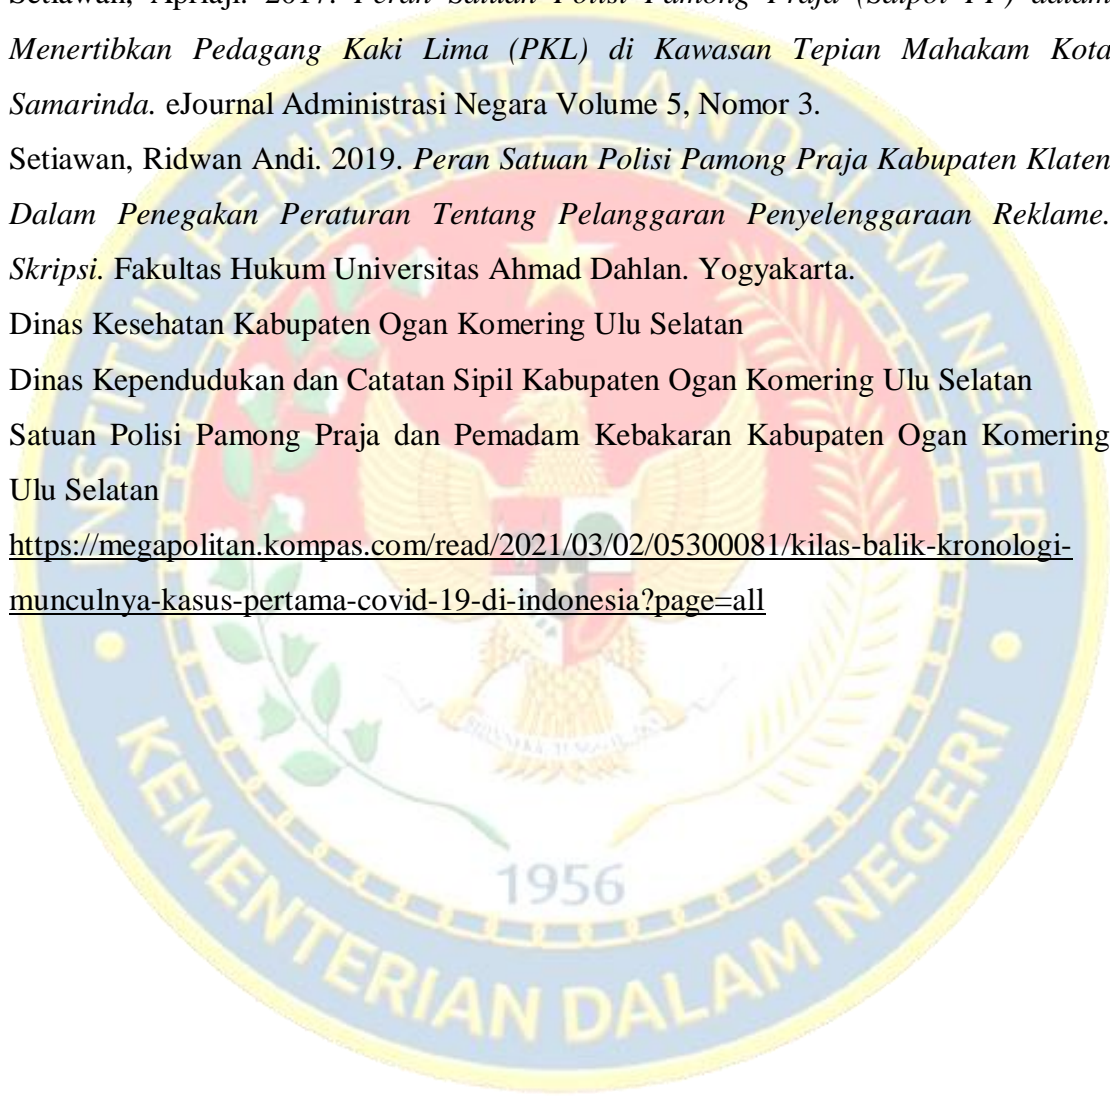 Setiawan, Apriaji. 2017. Peran Satuan Polisi Pamong Praja (Satpol PP) dalam
Menertibkan Pedagang Kaki Lima (PKL) di Kawasan Tepian Mahakam Kota
Samarinda. eJournal Administrasi Negara Volume 5, Nomor 3.
Setiawan, Ridwan Andi. 2019. Peran Satuan Polisi Pamong Praja Kabupaten Klaten
Dalam Penegakan Peraturan Tentang Pelanggaran Penyelenggaraan Reklame.
Skripsi. Fakultas Hukum Universitas Ahmad Dahlan. Yogyakarta.
Dinas Kesehatan Kabupaten Ogan Komering Ulu Selatan
Dinas Kependudukan dan Catatan Sipil Kabupaten Ogan Komering Ulu Selatan
Satuan Polisi Pamong Praja dan Pemadam Kebakaran Kabupaten Ogan Komering
Ulu Selatan
https://megapolitan.kompas.com/read/2021/03/02/05300081/kilas-balik-kronologi-
munculnya-kasus-pertama-covid-19-di-indonesia?page=all
INSTITUT PEMERINTAHAN DALAM NEGERI
1956
KEMENTERIAN DALAM NEGERI